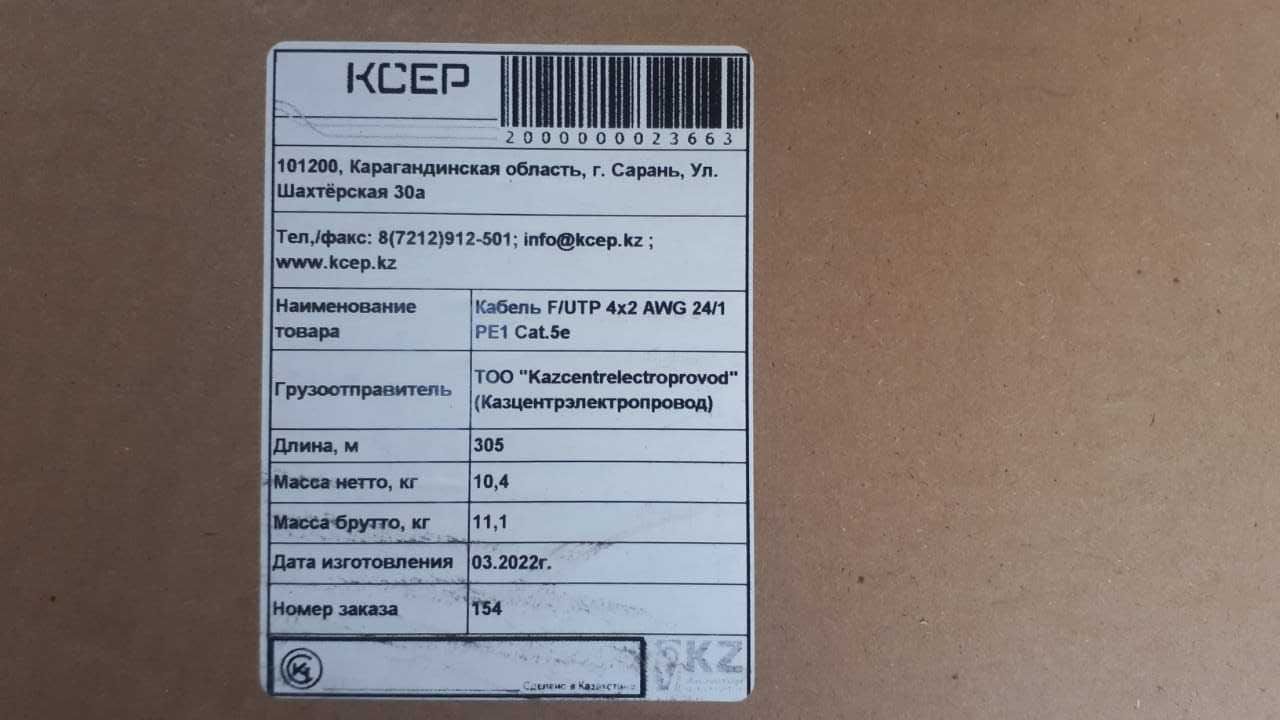 KCEP
2000000023663
101200, Карагандинская область, г. Сарань, Ул.
Шахтёрская 30а
Тел,/факс: 8(7212)912-501; info@kcep.kz ;
www.kcep.kz
Наименование
товара
Кабель F/UTP 4x2 AWG 24/1
PE1 Cat.5e
Грузоотправитель
ТОО "Kazcentrelectroprovod"
(Казцентрэлектропровод)
Длина, м
305
Масса нетто, кг
10,4
Масса брутто, кг
11,1
Дата изготовления
03.2022г.
Номер заказа
154
Сделано в Казахстане
KZ